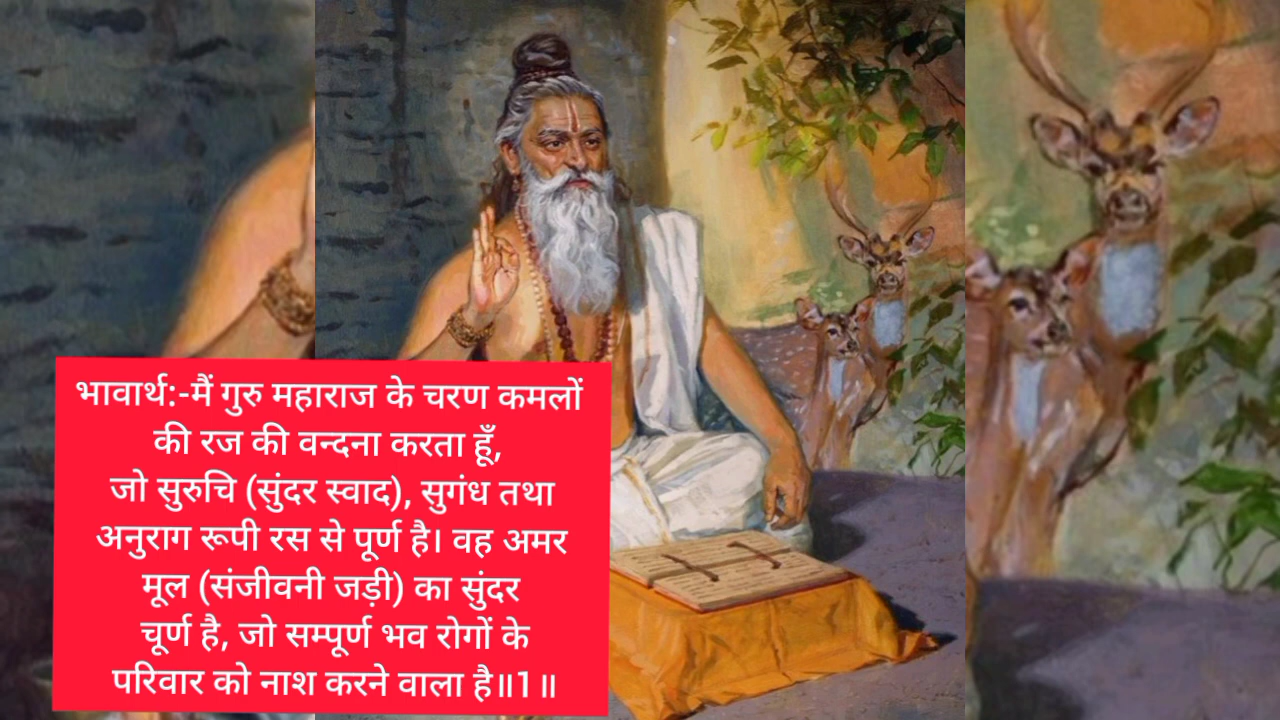 भावार्थ:-मैं गुरु महाराज के चरण कमलों
की रज की वन्दना करता हूँ,
जो सुरुचि (सुंदर स्वाद), सुगंध तथा
अनुराग रूपी रस से पूर्ण है। वह अमर
मूल (संजीवनी जड़ी) का सुंदर
चूर्ण है, जो सम्पूर्ण भव रोगों के
परिवार को नाश करने वाला है॥1॥